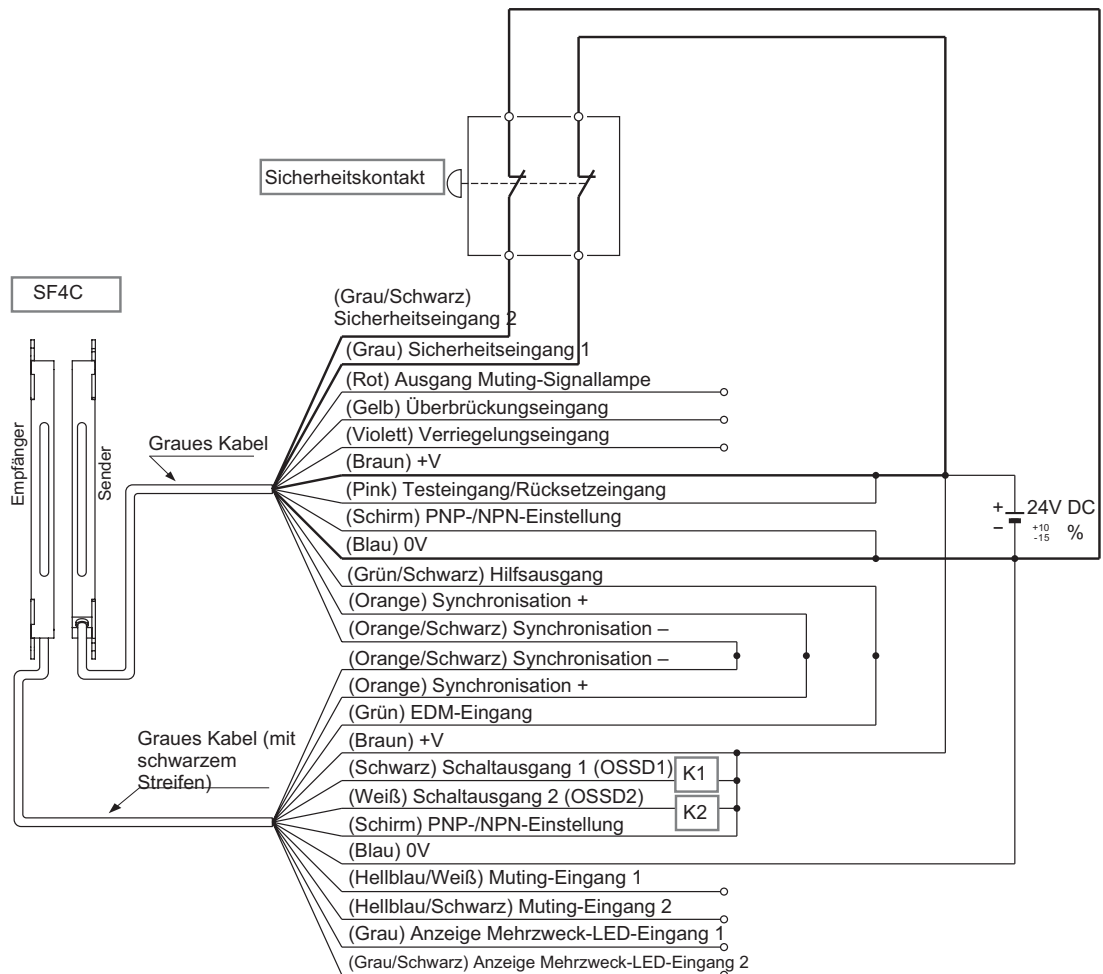 Sicherheitskontakt
SF4C
(Grau/Schwarz)
Sicherheitseingang 2
(Grau) Sicherheitseingang 1
(Rot) Ausgang Muting-Signallampe
(Gelb) Überbrückungseingang
(Violett) Verriegelungseingang
(Braun) +V
(Pink) Testeingang/Rücksetzeingang
(Schirm) PNP-/NPN-Einstellung
(Blau) 0V
(Grün/Schwarz) Hilfsausgang
(Orange) Synchronisation +
(Orange/Schwarz) Synchronisation –
Empfänger
Sender
Graues Kabel
+ 24V DC
– +10 %
-15
(Orange/Schwarz) Synchronisation –
(Orange) Synchronisation +
(Grün) EDM-Eingang
(Braun) +V
(Schwarz) Schaltausgang 1 (OSSD1) K1
(Weiß) Schaltausgang 2 (OSSD2) K2
(Schirm) PNP-/NPN-Einstellung
(Blau) 0V
(Hellblau/Weiß) Muting-Eingang 1
(Hellblau/Schwarz) Muting-Eingang 2
(Grau) Anzeige Mehrzweck-LED-Eingang 1
(Grau/Schwarz) Anzeige Mehrzweck-LED-Eingang 2
Graues Kabel (mit
schwarzem
Streifen)